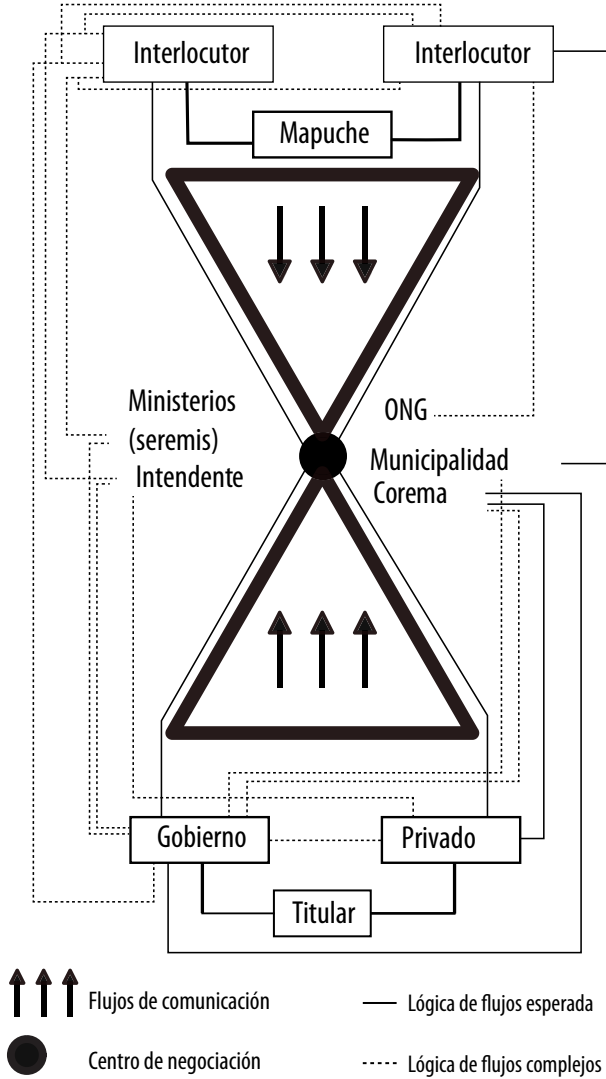 Interlocutor
Interlocutor
Mapuche
Ministerios
(seremis)
Intendente
ONG
Municipalidad
Corema
Gobierno
Privado
Titular
Flujos de comunicación
Lógica de flujos esperada
Centro de negociación
Lógica de flujos complejos